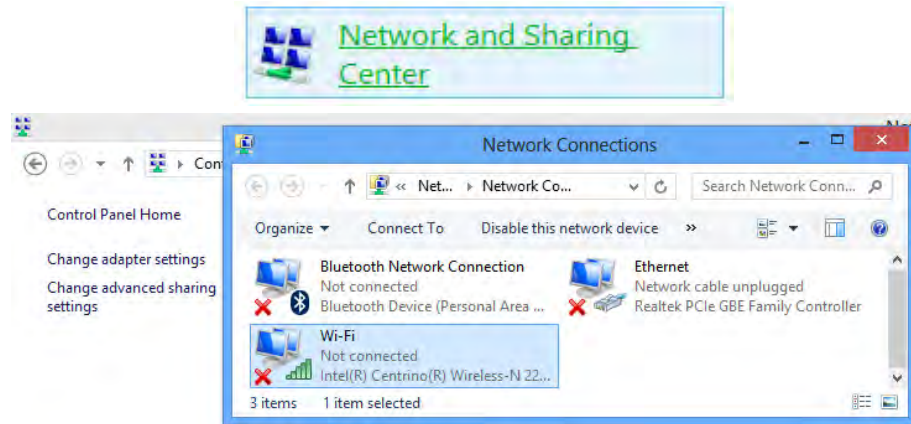 Network and Sharing
Center
Network Connections
Con
Net... Network Co...
Search Network Conn...
Control Panel Home
Organize Connect To Disable this network device »
Change adapter settings
Change advanced sharing
settings
Bluetooth Network Connection
Not connected
Bluetooth Device (Personal Area ...
Ethernet
Network cable unplugged
Realtek PCIe GBE Family Controller
Wi-Fi
Not connected
Intel(R) Centrino(R) Wireless-N 22...
3 items 1 item selected